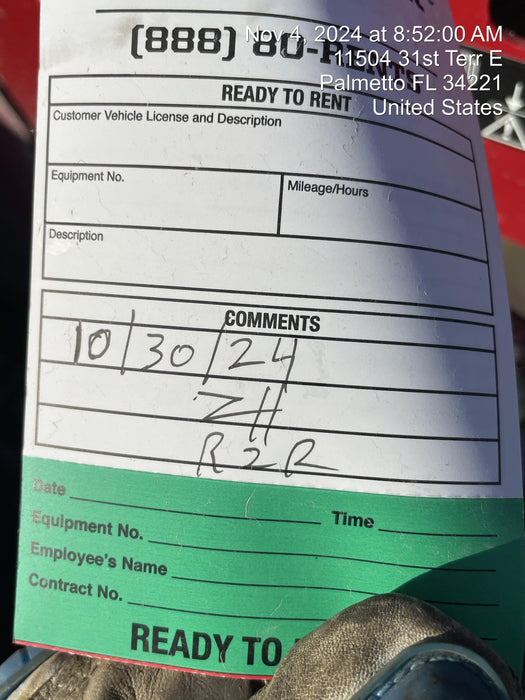 Nov 4, 2024 at 8:52:00 AM
11504 31st Terr E
Palmetto FL 34221
United States
(888) 80-RENTS
READY TO RENT
Customer Vehicle License and Description
Equipment No.
Mileage/Hours
Description
COMMENTS
10/30/24
ZH
R2R
Date
Time
Equipment No.
Employee's Name
Contract No.
READY TO